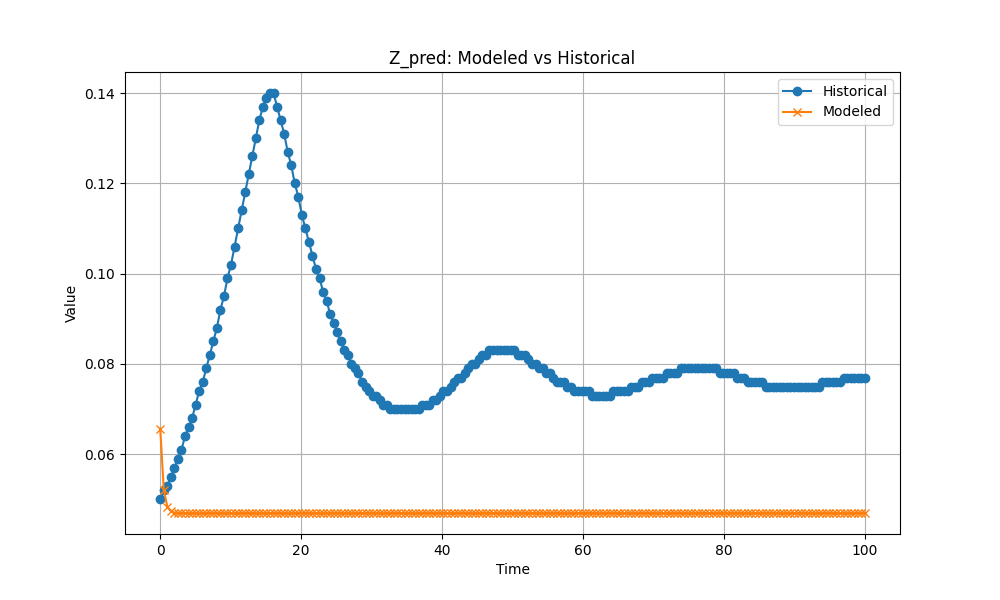 Z_pred: Modeled vs Historical
Historical
Modeled
Value
0.14
0.12
0.10
0.08
0.06
0 20 40 60 80 100
Time